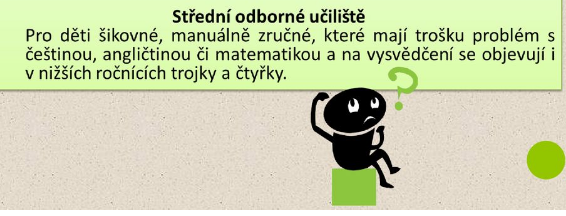 Střední odborné učiliště
Pro děti šikovné, manuálně zručné, které mají trošku problém s
češtinou, angličtinou či matematikou a na vysvědčení se objevují i
v nižších ročnících trojky a čtyřky.
?